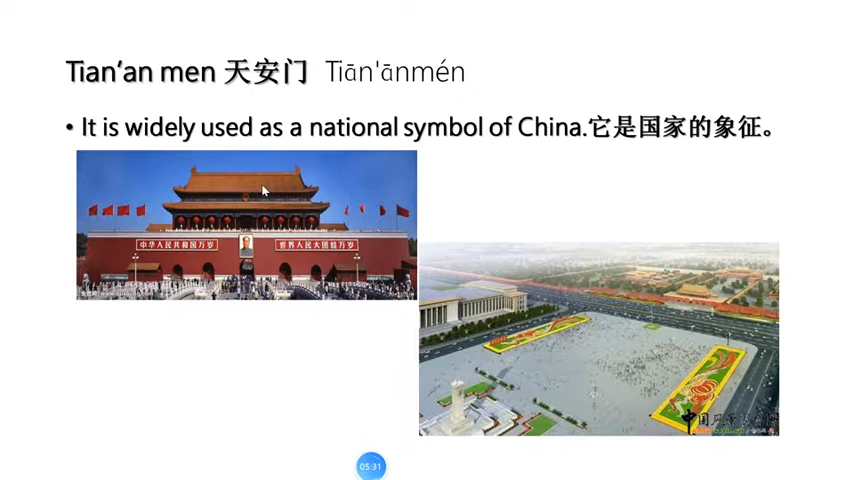 Tian'an men 天安门 Tiān'ānmén
• It is widely used as a national symbol of China.它是国家的象征。
中华人民共和国万岁
世界人民大团结万岁
05:31